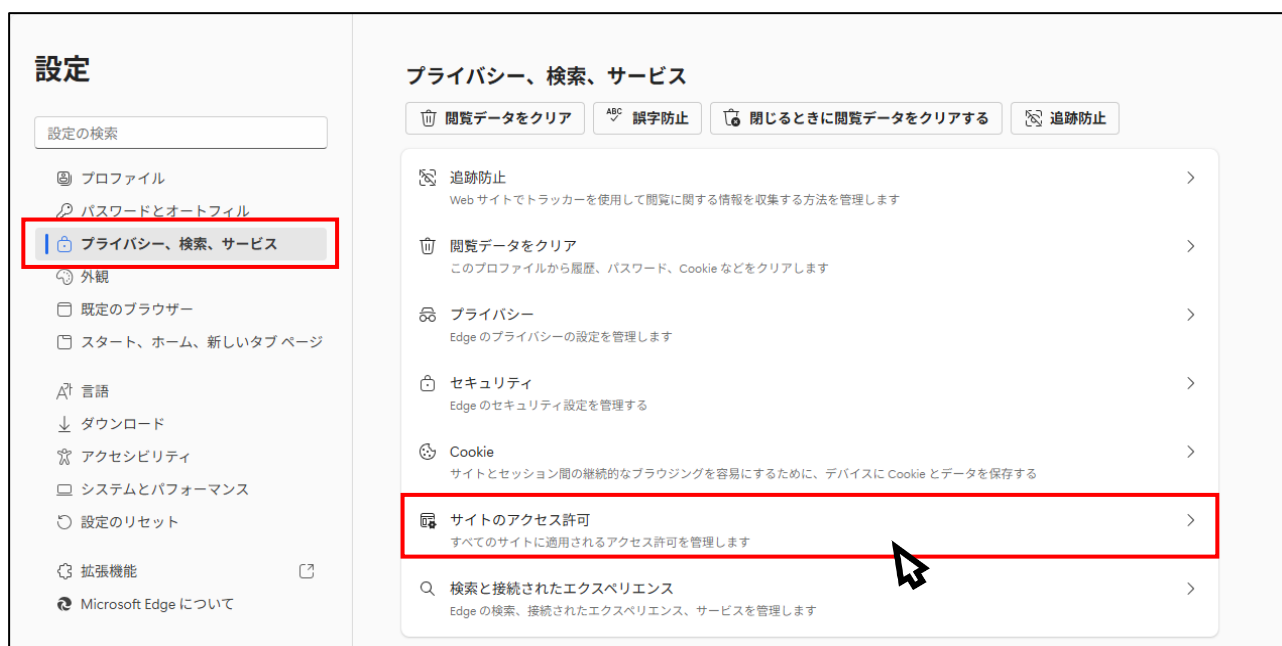 設定
設定の検索
プロファイル
パスワードとオートフィル
プライバシー、検索、サービス
外観
既定のブラウザー
スタート、ホーム、新しいタブ ページ
言語
ダウンロード
アクセシビリティ
システムとパフォーマンス
設定のリセット
拡張機能
Microsoft Edge について
プライバシー、検索、サービス
閲覧データをクリア
ABC 誤字防止
閉じるときに閲覧データをクリアする
追跡防止
追跡防止
Web サイトでトラッカーを使用して閲覧に関する情報を収集する方法を管理します
閲覧データをクリア
このプロファイルから履歴、パスワード、Cookie などをクリアします
プライバシー
Edge のプライバシーの設定を管理します
セキュリティ
Edge のセキュリティ設定を管理する
Cookie
サイトとセッション間の継続的なブラウジングを容易にするために、デバイスに Cookie とデータを保存する
サイトのアクセス許可
すべてのサイトに適用されるアクセス許可を管理します
検索と接続されたエクスペリエンス
Edge の検索、接続されたエクスペリエンス、サービスを管理します